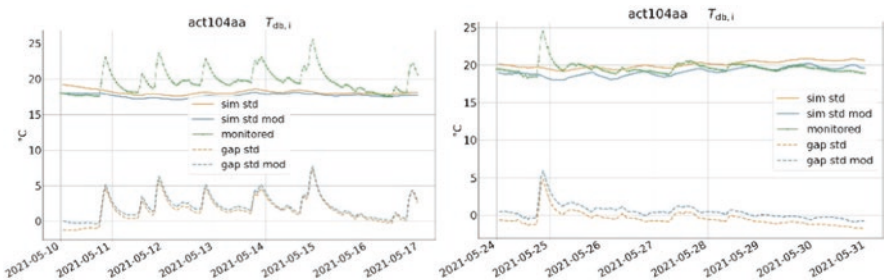 act104aa T_db,i
25
20
15
10
5
0
°C
sim std
sim std mod
monitored
gap std
gap std mod
2021-05-10
2021-05-11
2021-05-12
2021-05-13
2021-05-14
2021-05-15
2021-05-16
2021-05-17
act104aa T_db,i
25
20
15
10
5
0
°C
sim std
sim std mod
monitored
gap std
gap std mod
2021-05-24
2021-05-25
2021-05-26
2021-05-27
2021-05-28
2021-05-29
2021-05-30
2021-05-31